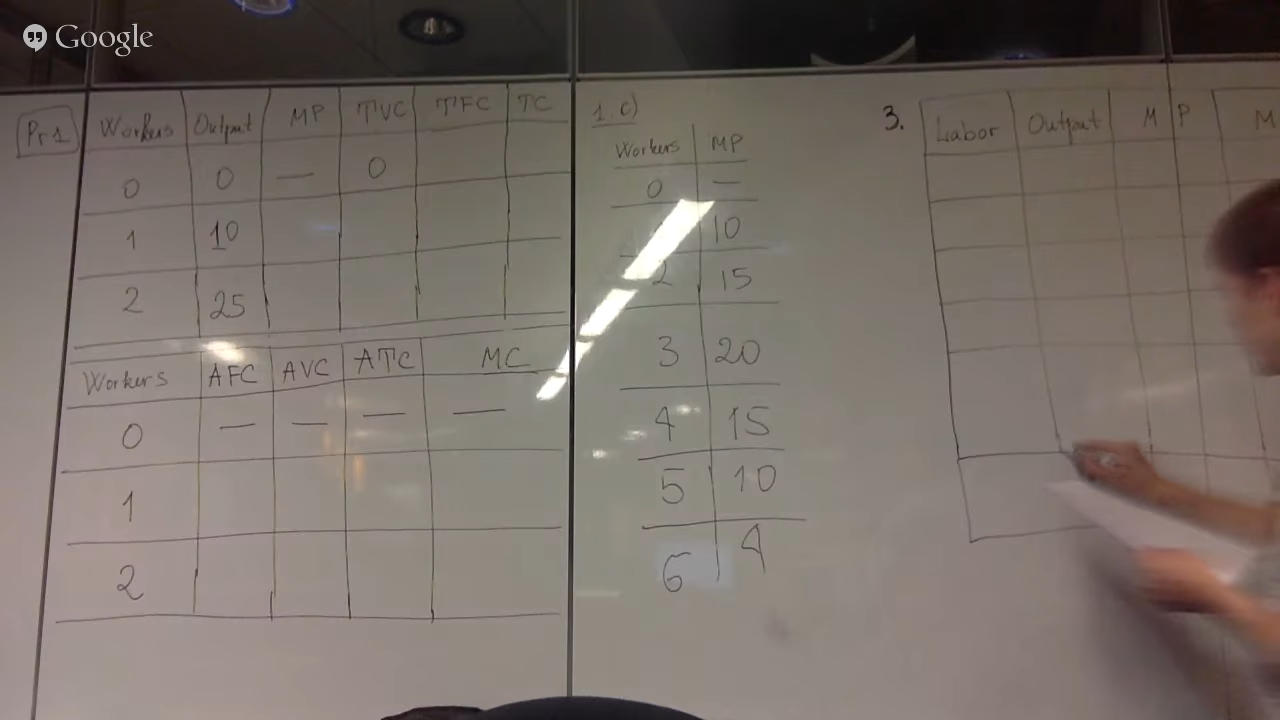 Google
Pr 1
Workers Output MP TVC TFC TC
0 0 — — 0
1 10
2 25
Workers AFC AVC ATC MC
0 — — — —
1
2
1. c)
Workers MP
0 —
10
2 15
3 20
4 15
5 10
6 4
3.
Labor Output MP M